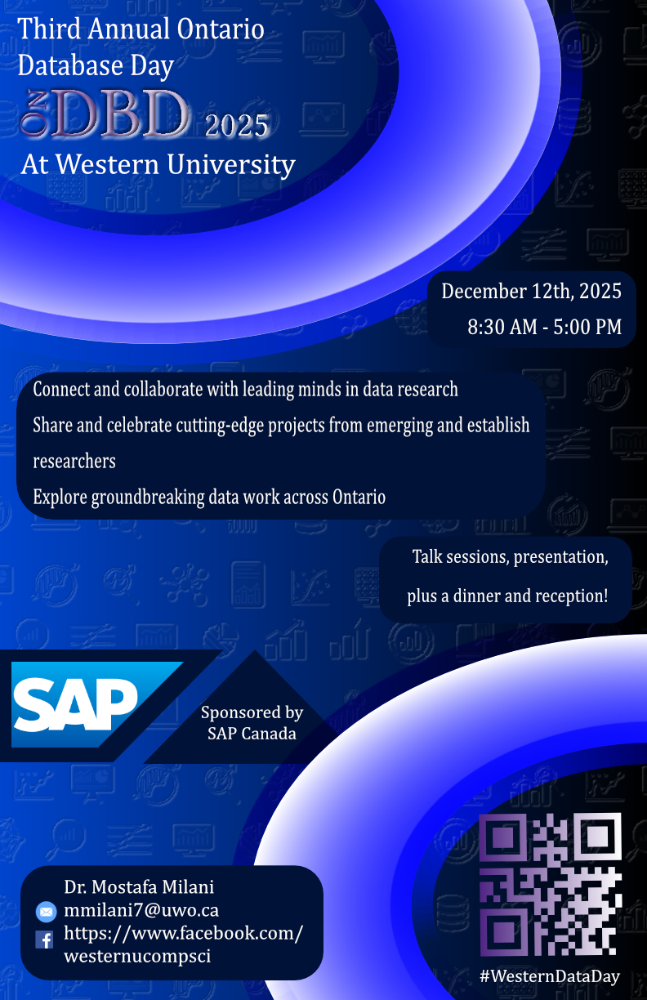 Third Annual Ontario
Database Day
ONDBD 2025
At Western University
December 12th, 2025
8:30 AM - 5:00 PM
Connect and collaborate with leading minds in data research
Share and celebrate cutting-edge projects from emerging and establish
researchers
Explore groundbreaking data work across Ontario
Talk sessions, presentation,
plus a dinner and reception!
SAP
Sponsored by
SAP Canada
Dr. Mostafa Milani
mmilani7@uwo.ca
https://www.facebook.com/
westernucompsci
#WesternDataDay